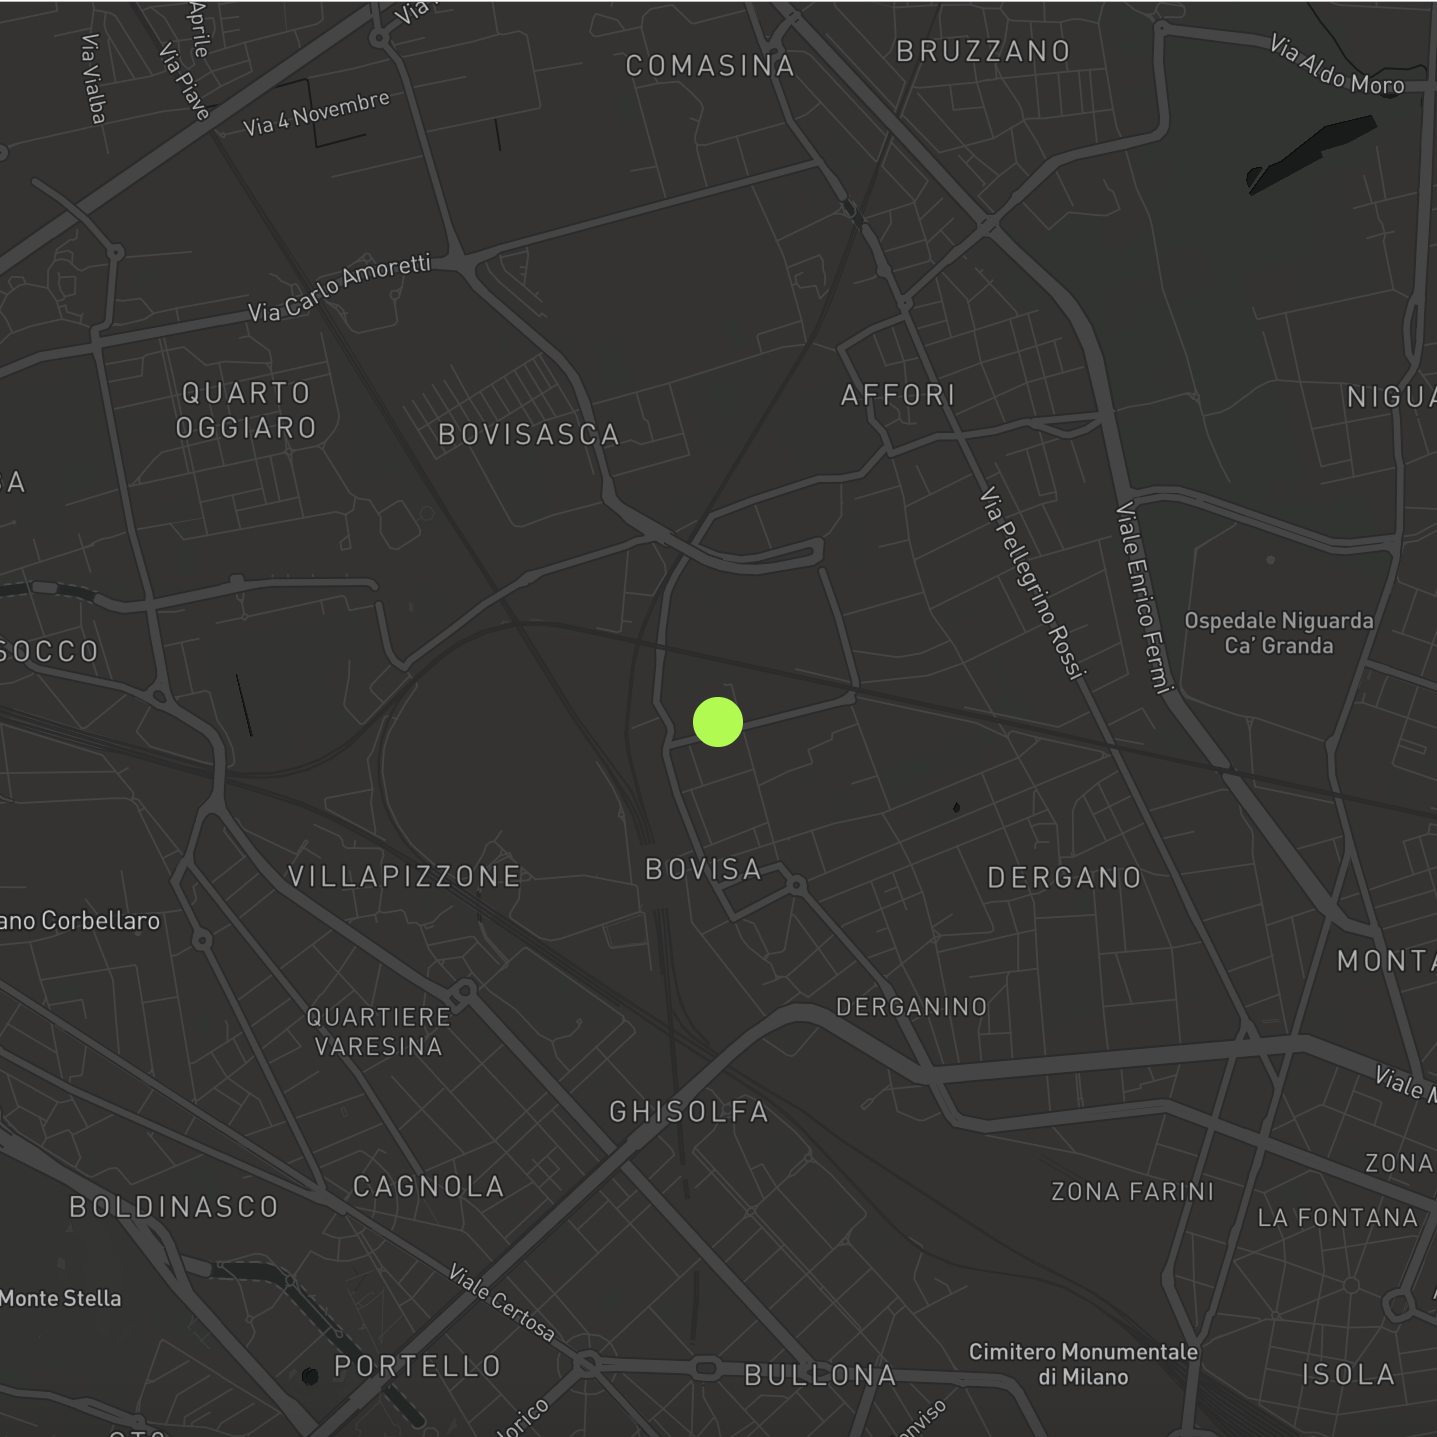 Aprile
Via
Via Vialba
Via Piave
Via 4 Novembre
COMASINA
BRUZZANO
Via Aldo Moro
Via Carlo Amoretti
QUARTO
OGGIARO
BOVISASCA
AFFORI
NIGUA
Via Pellegrino Rossi
Viale Enrico Fermi
Ospedale Niguarda
Ca' Granda
SOCCO
VILLAPIZZONE
BOVISA
DERGANO
ano Corbellaro
MONTA
QUARTIERE
VARESINA
DERGANINO
Viale M
GHISOLFA
CAGNOLA
BOLDINASCO
ZONA FARINI
ZONA
LA FONTANA
Monte Stella
Viale Certosa
PORTELLO
BULLONA
Cimitero Monumentale
di Milano
ISOLA
lorico
onviso